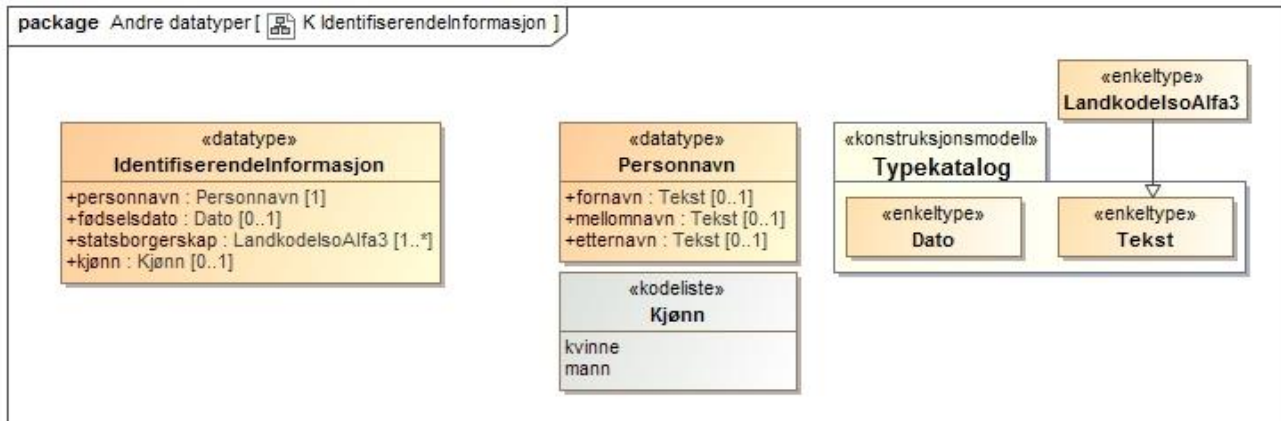 package Andre datatyper [ K IdentifiserendeInformasjon ]
«datatype»
IdentifiserendeInformasjon
+personnavn : Personnavn [1]
+fødselsdato : Dato [0..1]
+statsborgerskap : LandkodeIsoAlfa3 [1..*]
+kjønn : Kjønn [0..1]
«datatype»
Personnavn
+fornavn : Tekst [0..1]
+mellomnavn : Tekst [0..1]
+etternavn : Tekst [0..1]
«kodeliste»
Kjønn
kvinne
mann
«enkeltype»
LandkodeIsoAlfa3
«konstruksjonsmodell»
Typekatalog
«enkeltype»
Dato
«enkeltype»
Tekst